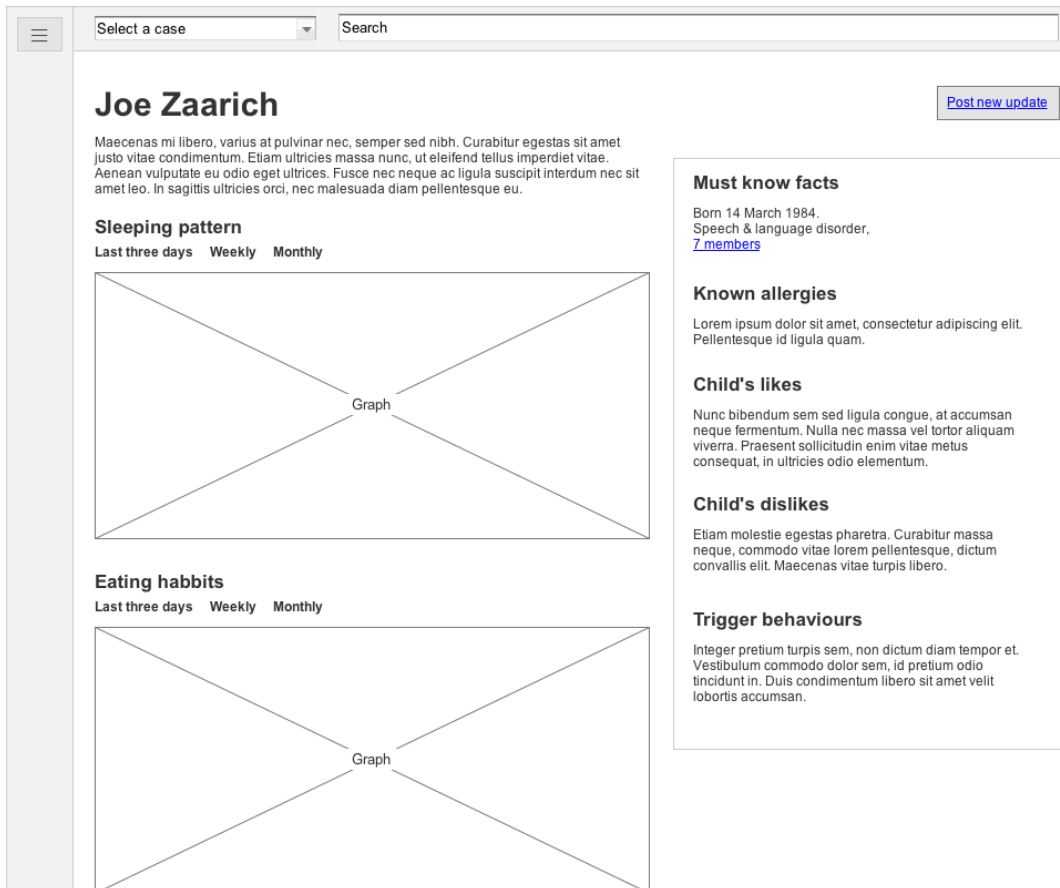 Select a case
Search
Joe Zaarich
Post new update
Maecenas mi libero, varius at pulvinar nec, semper sed nibh. Curabitur egestas sit amet
justo vitae condimentum. Etiam ultricies massa nunc, ut eleifend tellus imperdiet vitae.
Aenean vulputate eu odio eget ultrices. Fusce nec neque ac ligula suscipit interdum nec sit
amet leo. In sagittis ultricies orci, nec malesuada diam pellentesque eu.
Sleeping pattern
Last three days Weekly Monthly
Graph
Eating habbits
Last three days Weekly Monthly
Graph
Must know facts
Born 14 March 1984.
Speech & language disorder,
7 members
Known allergies
Lorem ipsum dolor sit amet, consectetur adipiscing elit.
Pellentesque id ligula quam.
Child's likes
Nunc bibendum sem sed ligula congue, at accumsan
neque fermentum. Nulla nec massa vel tortor aliquam
viverra. Praesent sollicitudin enim vitae metus
consequat, in ultricies odio elementum.
Child's dislikes
Etiam molestie egestas pharetra. Curabitur massa
neque, commodo vitae lorem pellentesque, dictum
convallis elit. Maecenas vitae turpis libero.
Trigger behaviours
Integer pretium turpis sem, non dictum diam tempor et.
Vestibulum commodo dolor sem, id pretium odio
tincidunt in. Duis condimentum libero sit amet velit
lobortis accumsan.